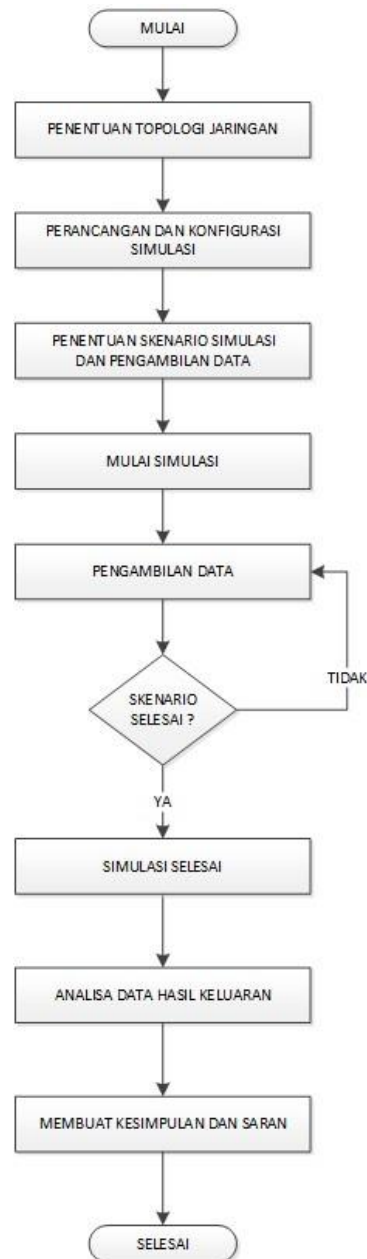 MULAI
PENENTUAN TOPOLOGI JARINGAN
PERANCANGAN DAN KONFIGURASI
SIMULASI
PENENTUAN SKENARIO SIMULASI
DAN PENGAMBILAN DATA
MULAI SIMULASI
PENGAMBILAN DATA
SKENARIO
SELESAI ?
TIDAK
YA
SIMULASI SELESAI
ANALISA DATA HASIL KELUARAN
MEMBUAT KESIMPULAN DAN SARAN
SELESAI